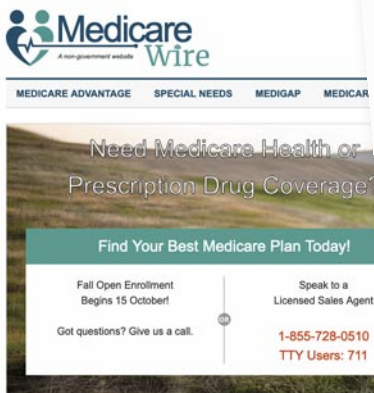 Medicare
A non-government website
Wire
MEDICARE ADVANTAGE SPECIAL NEEDS MEDIGAP MEDICAR
Need Medicare Health or
Prescription Drug Coverage?
Find Your Best Medicare Plan Today!
Fall Open Enrollment
Begins 15 October!
Got questions? Give us a call.
OR
Speak to a
Licensed Sales Agent
1-855-728-0510
TTY Users: 711